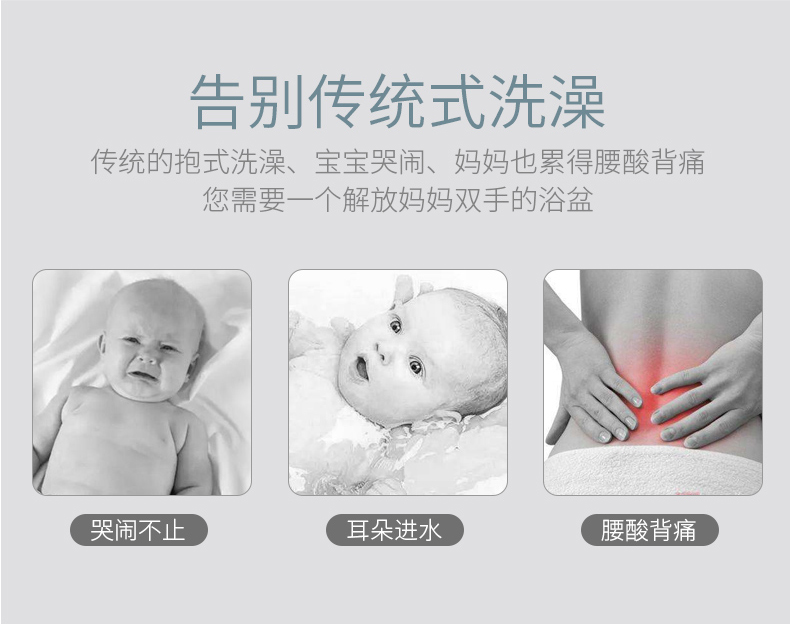 告别传统式洗澡
传统的抱式洗澡、宝宝哭闹、妈妈也累得腰酸背痛
您需要一个解放妈妈双手的浴盆
哭闹不止
耳朵进水
腰酸背痛